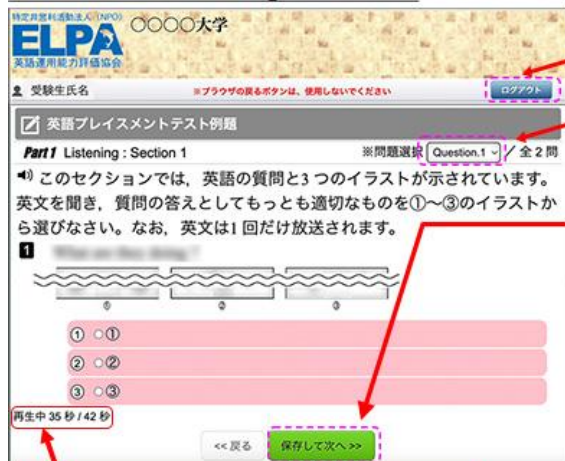 特定非営利活動法人(NPO)
ELPA
英語運用能力評価協会
〇〇〇〇大学
受験生氏名
※ブラウザの戻るボタンは、使用しないでください
ログアウト
英語プレイスメントテスト例題
Part1 Listening : Section 1
※問題選択 Question.1 / 全2問
このセクションでは，英語の質問と3つのイラストが示されています。
英文を聞き，質問の答えとしてもっとも適切なものを①〜③のイラストか
ら選びなさい。なお，英文は1回だけ放送されます。
1
① ② ③
① ①
② ②
③ ③
再生中 35 秒 / 42 秒
<< 戻る 保存して次へ >>